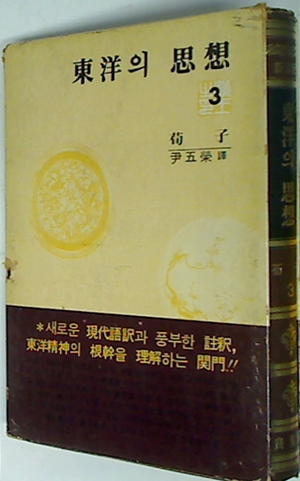 東洋의 思想
3
荀子
尹五榮 譯
*새로운 現代語訳과 풍부한 註釈,
東洋精神의 根幹을 理解하는 関門!!
東洋의 思想
荀
3